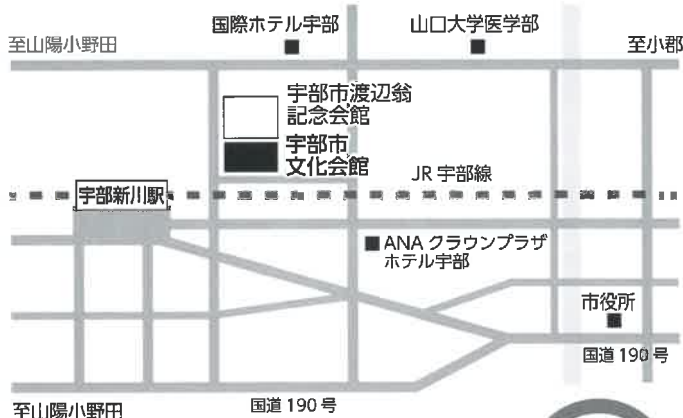 国際ホテル宇部
山口大学医学部
至山陽小野田
至小郡
宇部市渡辺翁
記念会館
宇部市
文化会館
JR 宇部線
宇部新川駅
ANA クラウンプラザ
ホテル宇部
市役所
国道 190 号
国道 190 号
至山陽小野田